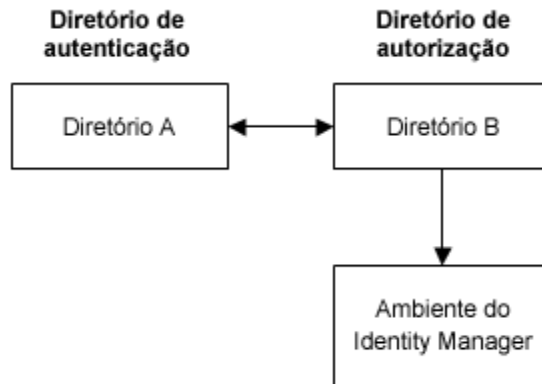 Diretório de
autenticação
Diretório de
autorização
Diretório A
Diretório B
Ambiente do
Identity Manager